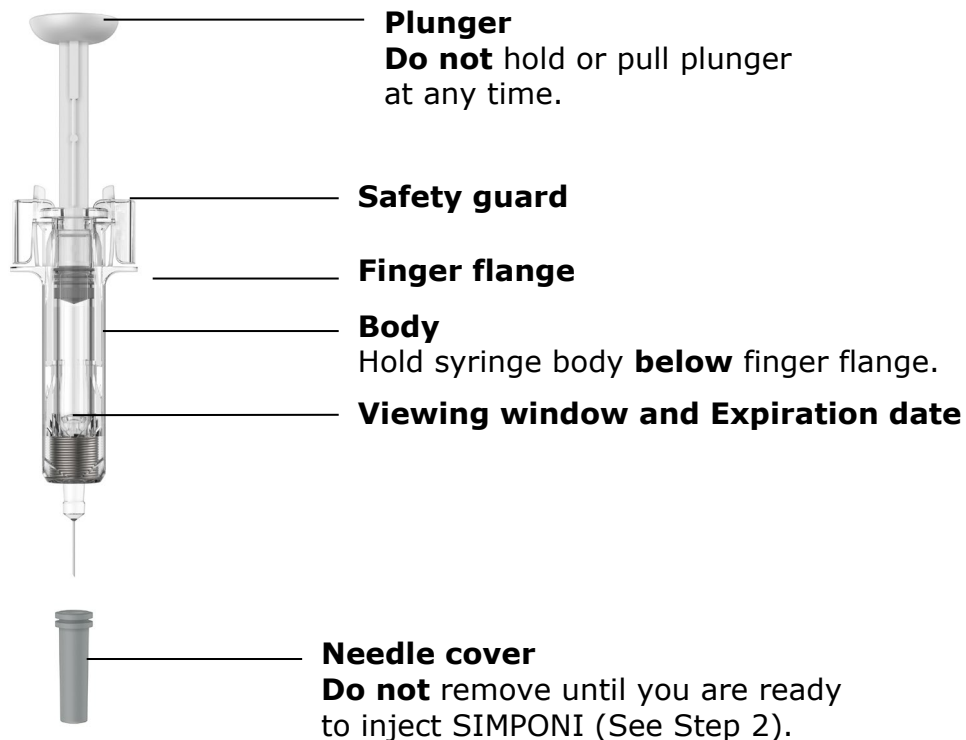 Plunger
Do not hold or pull plunger
at any time.
Safety guard
Finger flange
Body
Hold syringe body below finger flange.
Viewing window and Expiration date
Needle cover
Do not remove until you are ready
to inject SIMPONI (See Step 2).